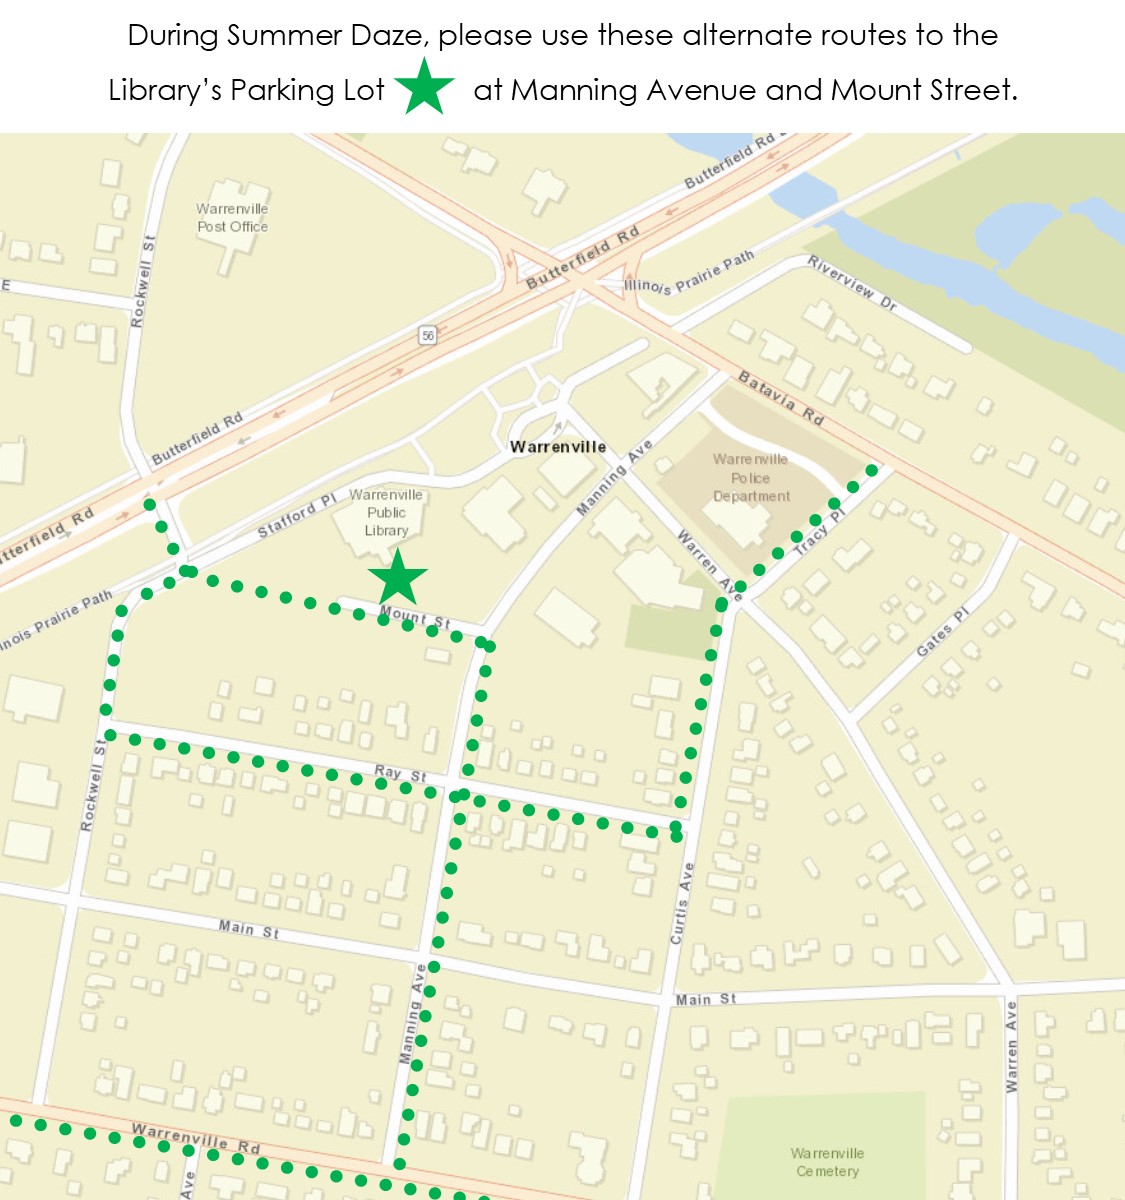 During Summer Daze, please use these alternate routes to the
Library's Parking Lot at Manning Avenue and Mount Street.
Butterfield Rd
Warrenville
Post Office
Rockwell St
Butterfield Rd
Illinois Prairie Path
Riverview Dr
E
56
Batavia Rd
Butterfield Rd
Warrenville
Manning Ave
Warrenville
Police
Department
Stafford Pl
Warrenville
Public
Library
tterfield Rd
Tracy Pl
Warren Ave
inois Prairie Path
Mount St
Gates Pl
Ray St
Rockwell St
Curtis Ave
Main St
Main St
Manning Ave
Warren Ave
Warrenville Rd
Warrenville
Cemetery
Ave